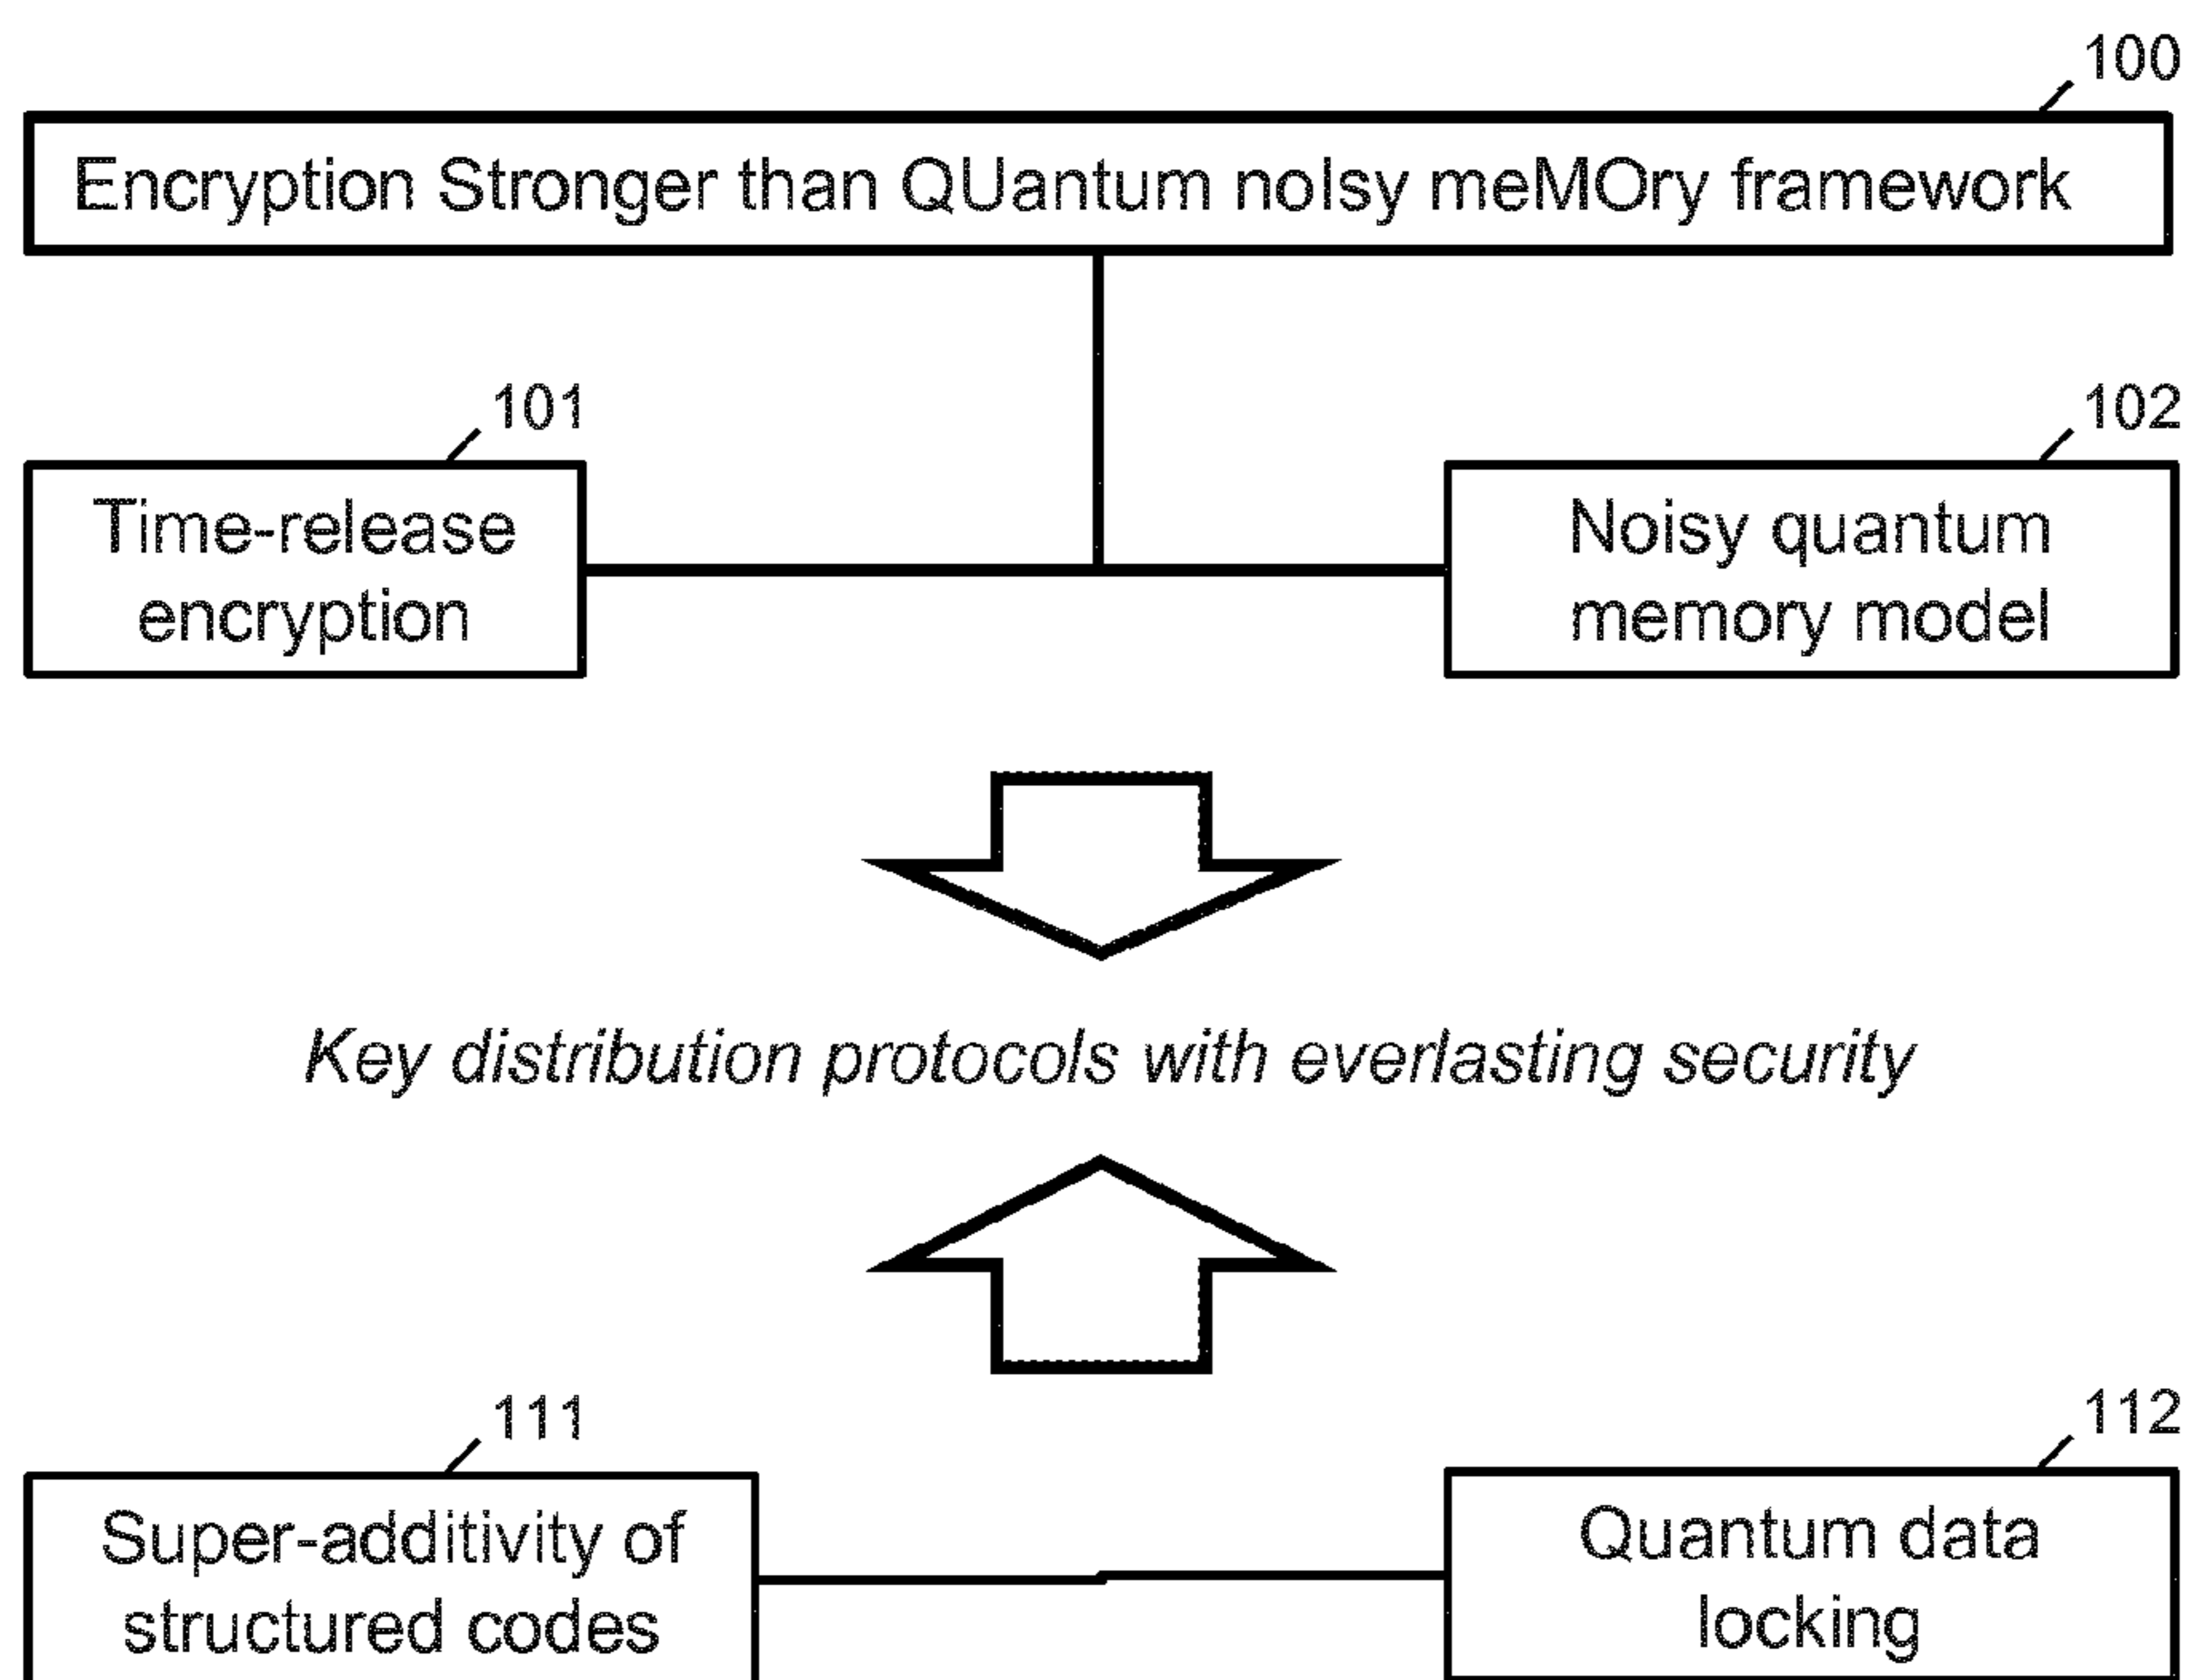 100
Encryption Stronger than QUantum noIsy meMOry framework
101
102
Time-release
encryption
Noisy quantum
memory model
Key distribution protocols with everlasting security
111
112
Super-additivity of
structured codes
Quantum data
locking